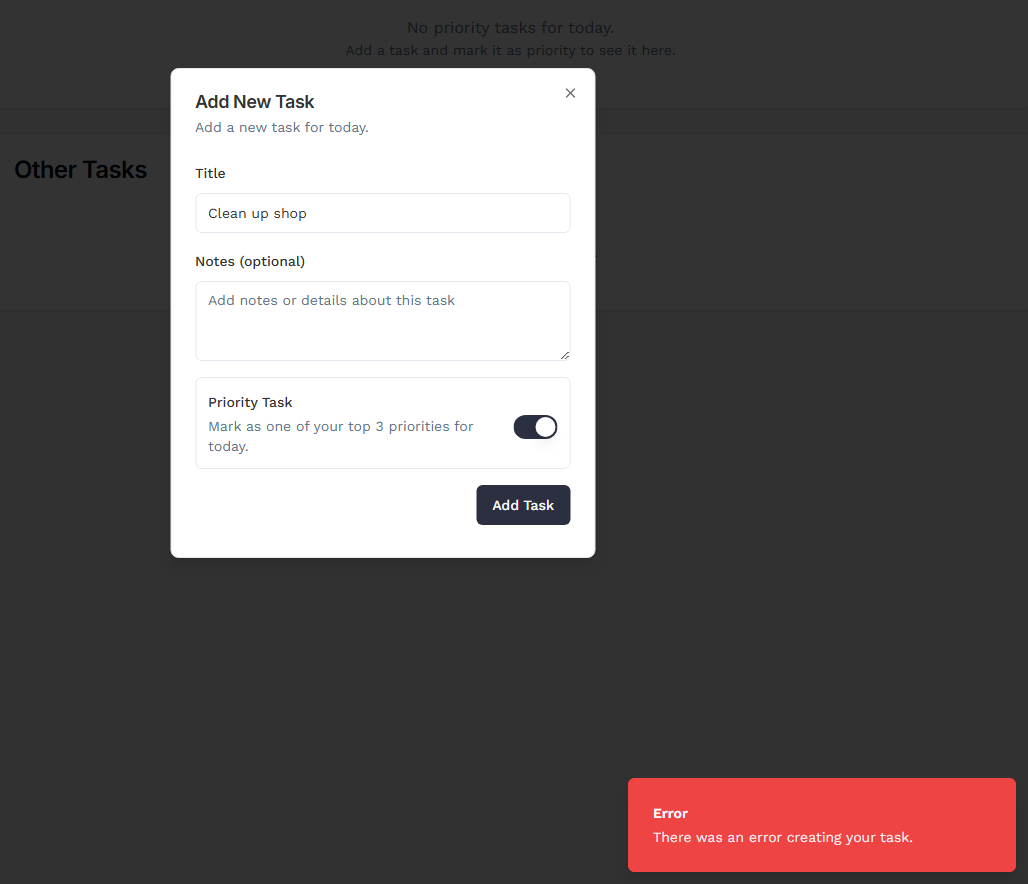 No priority tasks for today.
Add a task and mark it as priority to see it here.
Add New Task
Add a new task for today.
Other Tasks
Title
Clean up shop
Notes (optional)
Add notes or details about this task
Priority Task
Mark as one of your top 3 priorities for
today.
Add Task
Error
There was an error creating your task.